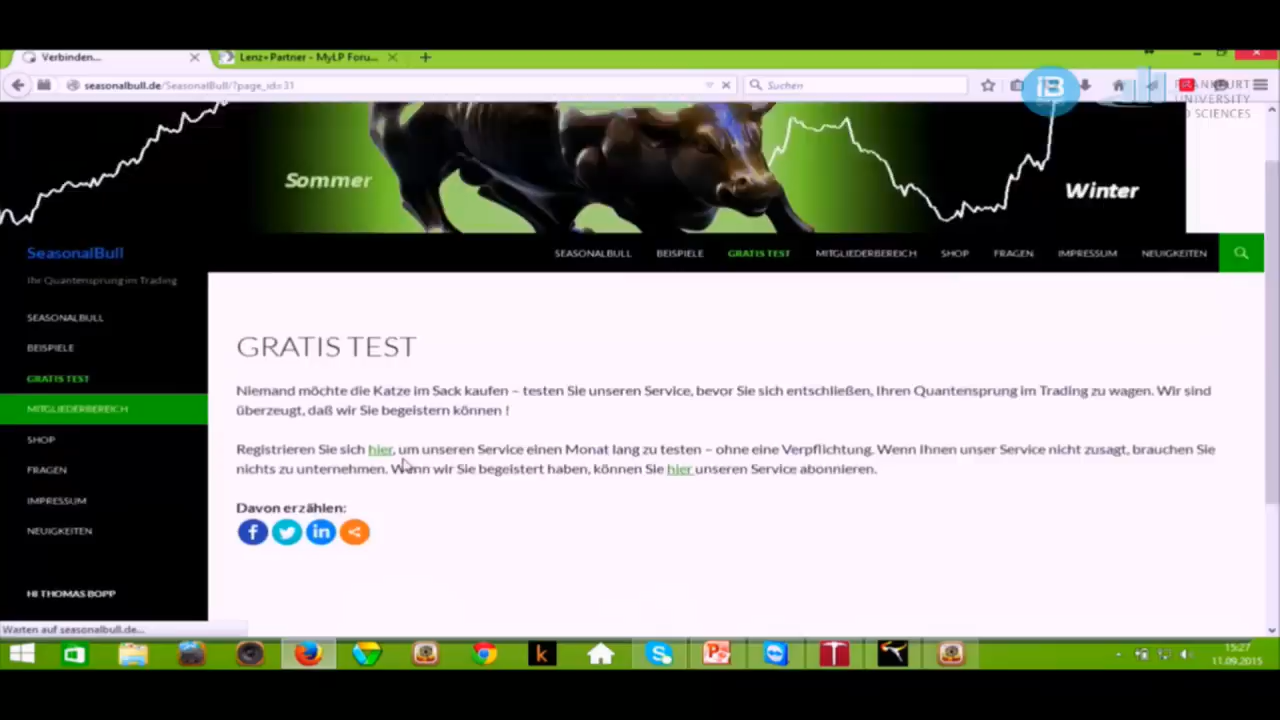 Verbinden...
Lenz+Partner - MyLP Foru...
seasonalbull.de/SeasonalBull/?page_id=31
Suchen
IB
FRANKFURT
UNIVERSITY
D SCIENCES
Sommer
Winter
SeasonalBull
Ihr Quantensprung im Trading
SEASONALBULL BEISPIELE GRATIS TEST MITGLIEDERBEREICH SHOP FRAGEN IMPRESSUM NEUIGKEITEN
SEASONALBULL
BEISPIELE
GRATIS TEST
MITGLIEDERBEREICH
SHOP
FRAGEN
IMPRESSUM
NEUIGKEITEN
HI THOMAS BOPP
GRATIS TEST
Niemand möchte die Katze im Sack kaufen – testen Sie unseren Service, bevor Sie sich entschließen, Ihren Quantensprung im Trading zu wagen. Wir sind
überzeugt, daß wir Sie begeistern können !
Registrieren Sie sich hier, um unseren Service einen Monat lang zu testen – ohne eine Verpflichtung. Wenn Ihnen unser Service nicht zusagt, brauchen Sie
nichts zu unternehmen. Wenn wir Sie begeistert haben, können Sie hier unseren Service abonnieren.
Davon erzählen:
Warten auf seasonalbull.de...
15:27
11.09.2015